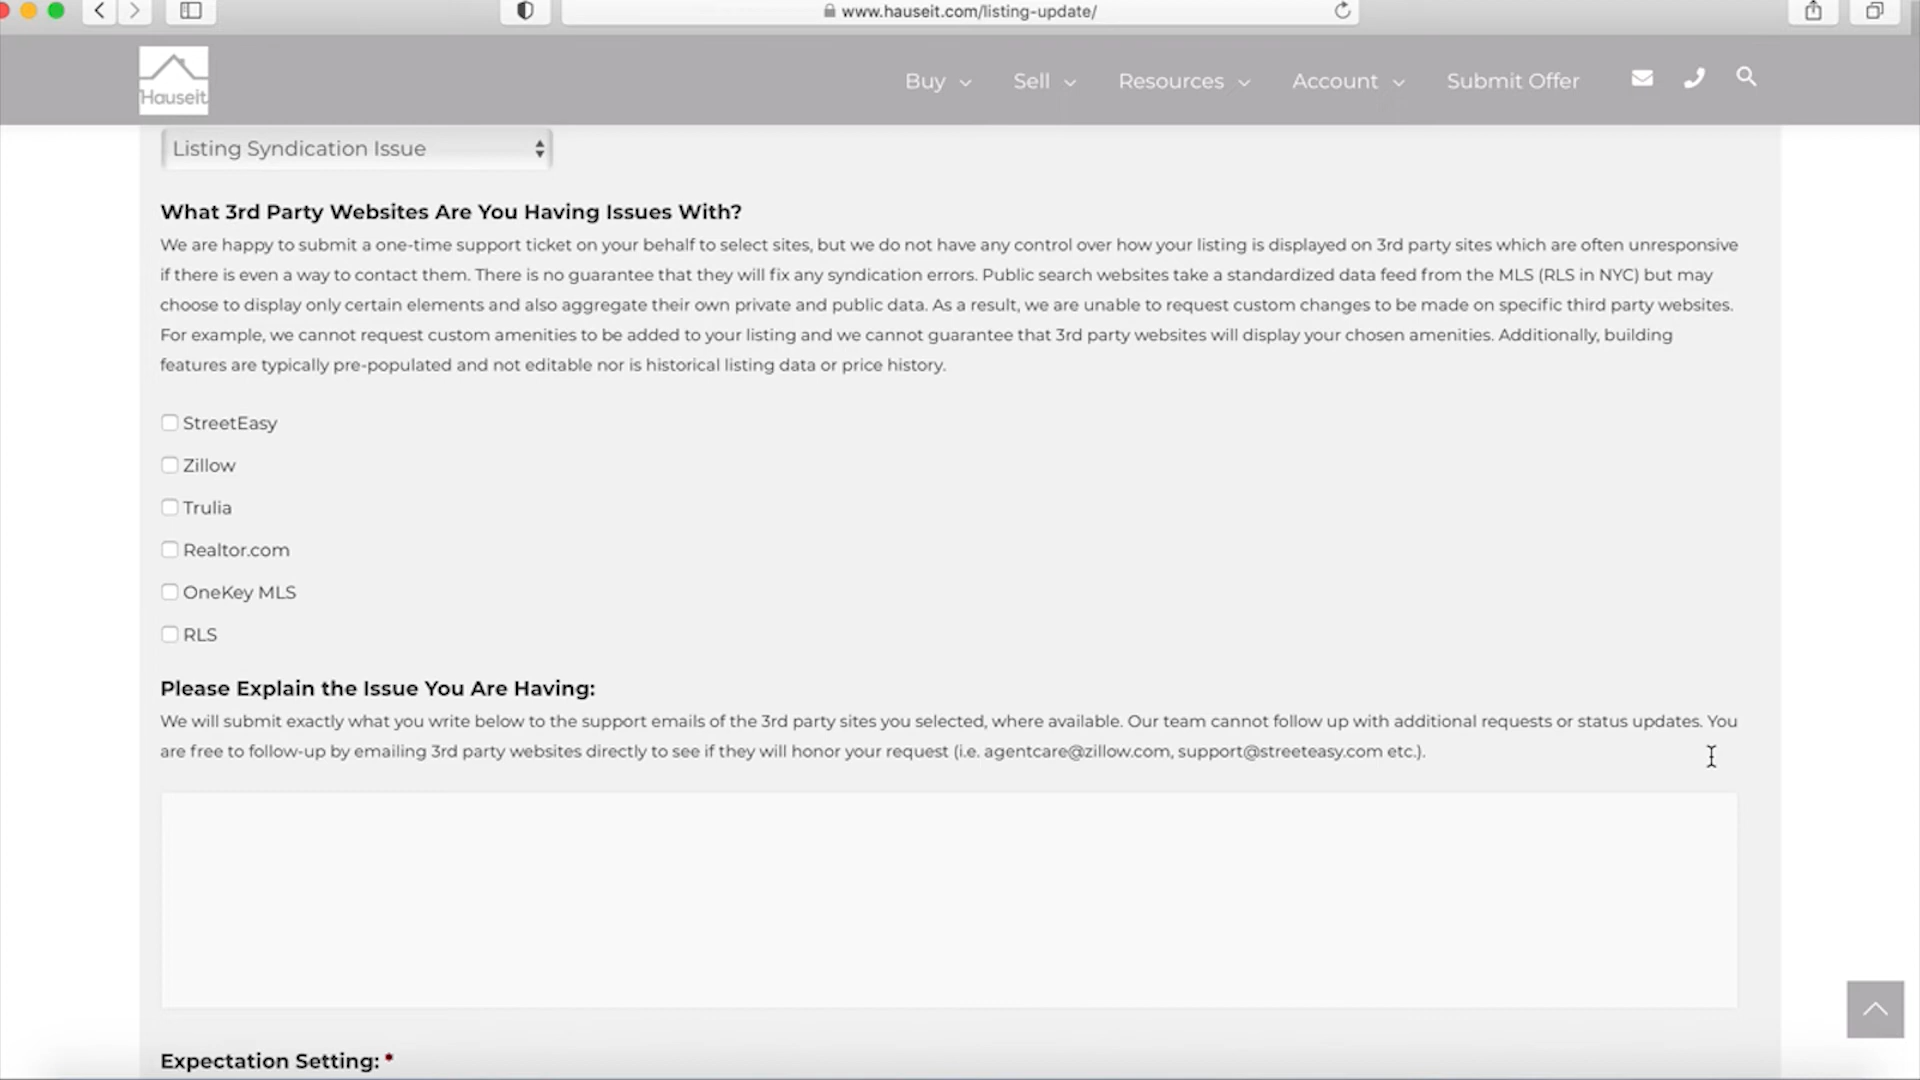 www.hauseit.com/listing-update/
Hauseit
Buy
Sell
Resources
Account
Submit Offer
Listing Syndication Issue
What 3rd Party Websites Are You Having Issues With?
We are happy to submit a one-time support ticket on your behalf to select sites, but we do not have any control over how your listing is displayed on 3rd party sites which are often unresponsive
if there is even a way to contact them. There is no guarantee that they will fix any syndication errors. Public search websites take a standardized data feed from the MLS (RLS in NYC) but may
choose to display only certain elements and also aggregate their own private and public data. As a result, we are unable to request custom changes to be made on specific third party websites.
For example, we cannot request custom amenities to be added to your listing and we cannot guarantee that 3rd party websites will display your chosen amenities. Additionally, building
features are typically pre-populated and not editable nor is historical listing data or price history.
StreetEasy
Zillow
Trulia
Realtor.com
OneKey MLS
RLS
Please Explain the Issue You Are Having:
We will submit exactly what you write below to the support emails of the 3rd party sites you selected, where available. Our team cannot follow up with additional requests or status updates. You
are free to follow-up by emailing 3rd party websites directly to see if they will honor your request (i.e. agentcare@zillow.com, support@streeteasy.com etc.).
Expectation Setting: *